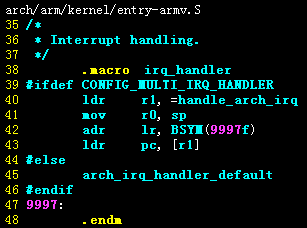 arch/arm/kernel/entry-armv.S
35 /*
36  * Interrupt handling.
37  */
38         .macro  irq_handler
39 #ifdef CONFIG_MULTI_IRQ_HANDLER
40         ldr     r1, =handle_arch_irq
41         mov     r0, sp
42         adr     lr, BSYM(9997f)
43         ldr     pc, [r1]
44 #else
45         arch_irq_handler_default
46 #endif
47 9997:
48         .endm